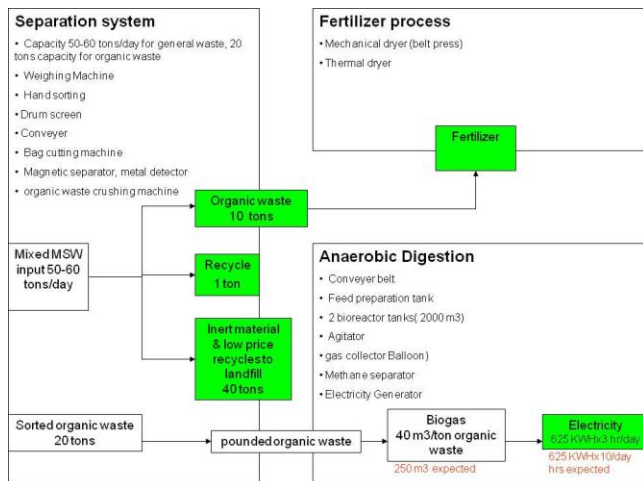 Separation system
• Capacity 50-60 tons/day for general waste, 20
tons capacity for organic waste
• Weighing Machine
• Hand sorting
•Drum screen
•Conveyer
• Bag cutting machine
• Magnetic separator, metal detector
• organic waste crushing machine
Fertilizer process
• Mechanical dryer (belt press)
• Thermal dryer
Fertilizer
Organic waste
10 tons
Mixed MSW
input 50-60
tons/day
Recycle
1 ton
Inert material
& low price
recycles to
landfill
40 tons
Anaerobic Digestion
• Conveyer belt
• Feed preparation tank
• 2 bioreactor tanks( 2000 m3)
• Agitator
• gas collector Balloon)
• Methane separator
• Electricity Generator
Sorted organic waste
20 tons
pounded organic waste
Biogas
40 m3/ton organic
waste
250 m3 expected
Electricity
625 KWHx3 hr/day
625 KWHx10/day
hrs expected